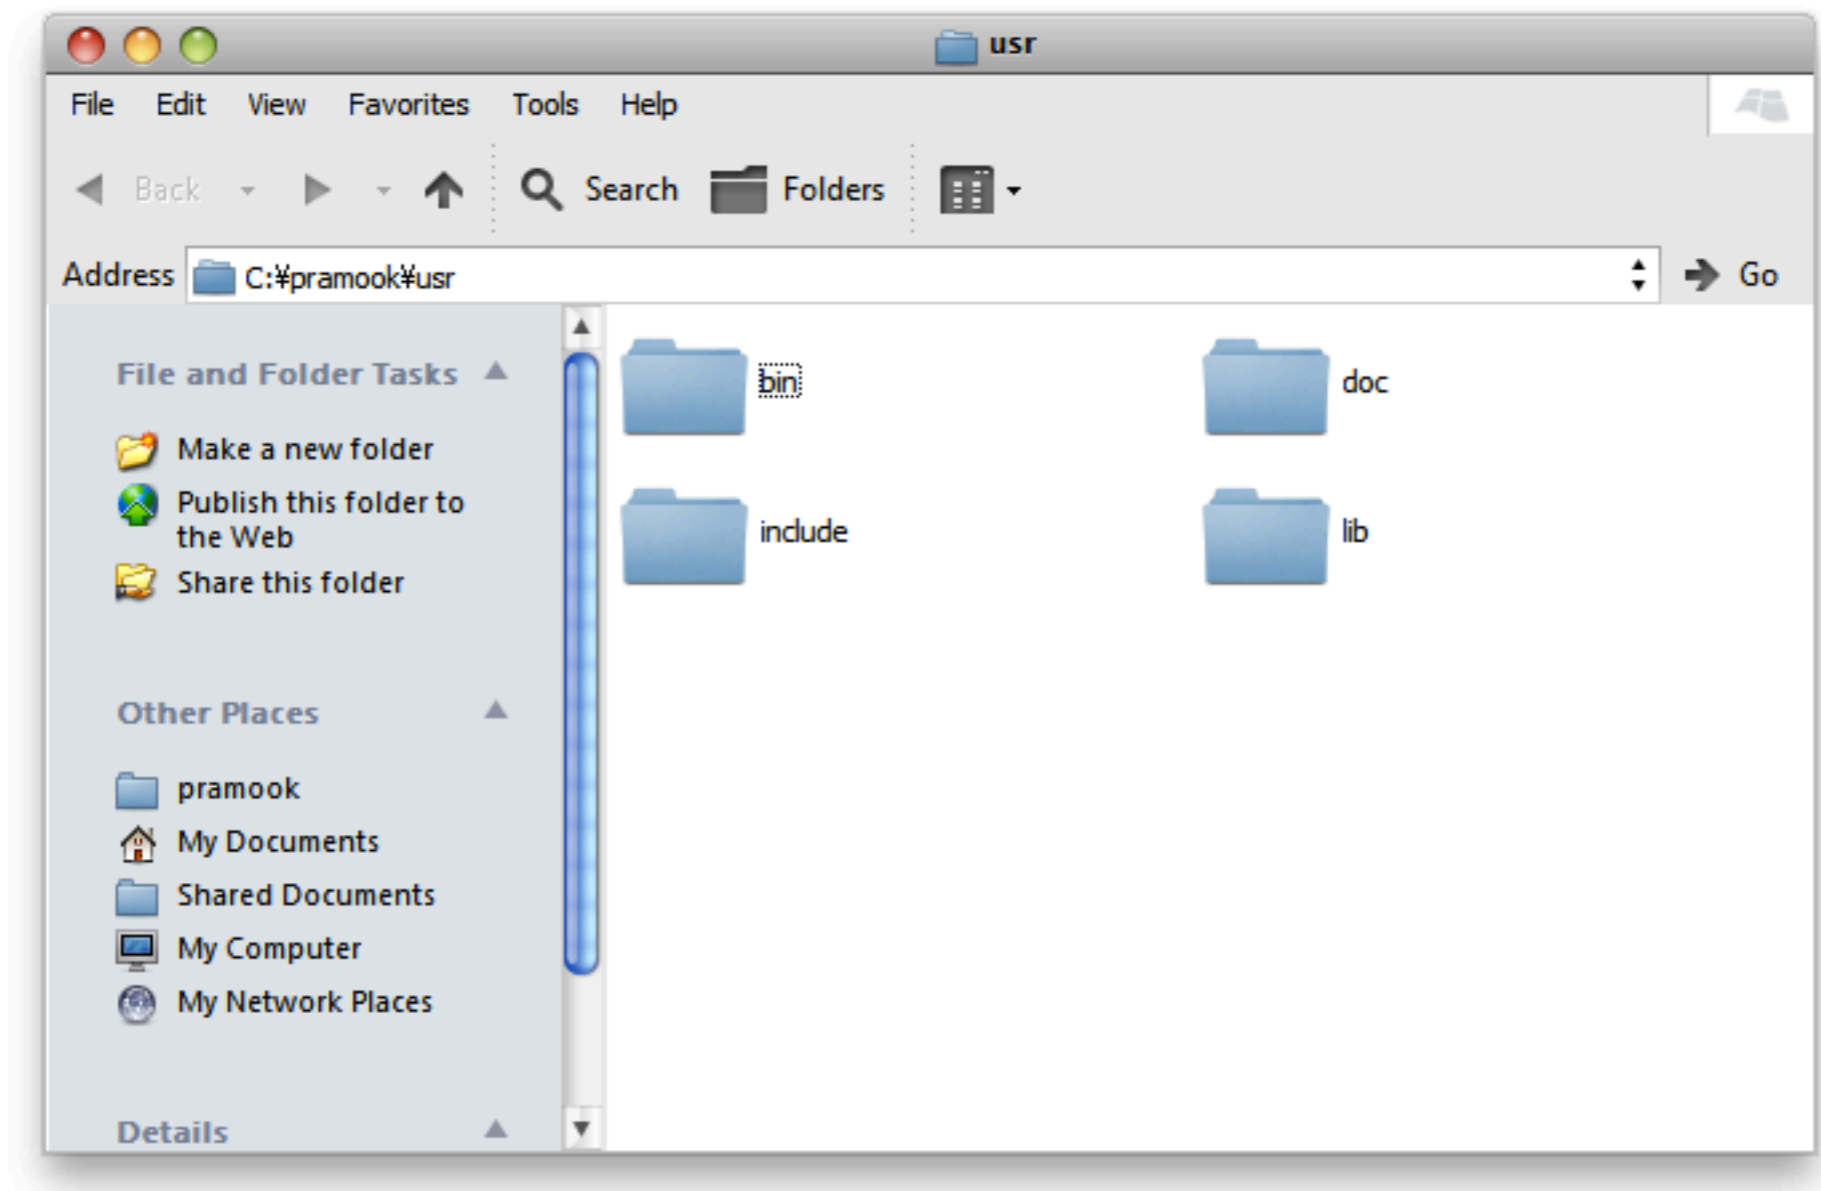 usr
File Edit View Favorites Tools Help
Back Search Folders
Address C:¥pramook¥usr Go
File and Folder Tasks
Make a new folder
Publish this folder to
the Web
Share this folder
Other Places
pramook
My Documents
Shared Documents
My Computer
My Network Places
Details
bin doc
include lib